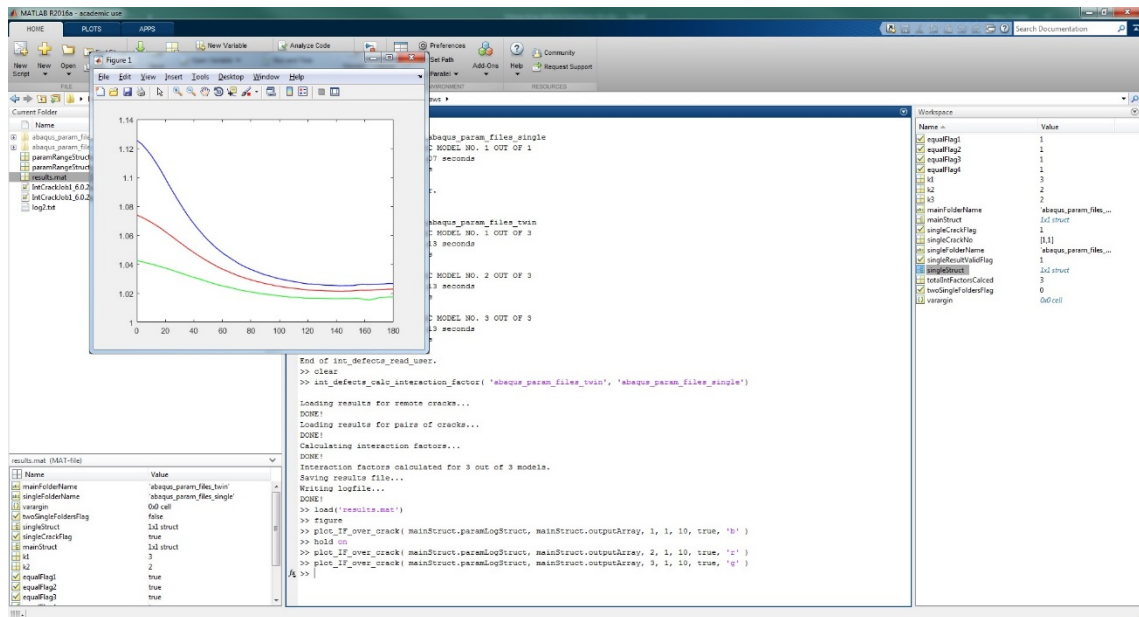 MATLAB R2016a - academic use
HOME PLOTS APPS
Search Documentation
New Variable
Analyze Code
Preferences
Community
Set Path
Request Support
New Script
New
Open
Parallel
Add-Ons
Help
FILE
RESOURCES
Figure 1
File Edit View Insert Tools Desktop Window Help
1.14
1.12
1.1
1.08
1.06
1.04
1.02
1
0 20 40 60 80 100 120 140 160 180
Current Folder
Name
results.mat
log2.txt
abaqus_param_files_single
MODEL NO. 1 OUT OF 1
07 seconds
abaqus_param_files_twin
MODEL NO. 1 OUT OF 3
13 seconds
MODEL NO. 2 OUT OF 3
13 seconds
MODEL NO. 3 OUT OF 3
13 seconds
End of int_defects_read_user.
>> clear
>> int_defects_calc_interaction_factor( 'abaqus_param_files_twin', 'abaqus_param_files_single')
Loading results for remote cracks...
DONE!
Loading results for pairs of cracks...
DONE!
Calculating interaction factors...
DONE!
Interaction factors calculated for 3 out of 3 models.
Saving results file...
Writing logfile...
DONE!
>> load('results.mat')
>> figure
>> plot_IF_over_crack( mainStruct.paramLogStruct, mainStruct.outputArray, 1, 1, 10, true, 'b' )
>> hold on
>> plot_IF_over_crack( mainStruct.paramLogStruct, mainStruct.outputArray, 2, 1, 10, true, 'r' )
>> plot_IF_over_crack( mainStruct.paramLogStruct, mainStruct.outputArray, 3, 1, 10, true, 'g' )
fx >>
Workspace
Name Value
equalFlag1 1
equalFlag2 1
equalFlag3 1
equalFlag4 1
k1 3
k2 2
k3 2
mainFolderName 'abaqus_param_files_...
mainStruct 1x1 struct
singleCrackFlag 1
singleCrackNo [1,1]
singleFolderName 'abaqus_param_files_...
singleResultValidFlag 1
singleStruct 1x1 struct
totalIntFactorsCalced 3
twoSingleFoldersFlag 0
varargin 0x0 cell
results.mat (MAT-file)
Name Value
mainFolderName 'abaqus_param_files_twin'
singleFolderName 'abaqus_param_files_single'
varargin 0x0 cell
twoSingleFoldersFlag false
singleStruct 1x1 struct
singleCrackFlag true
mainStruct 1x1 struct
k1 3
k2 2
equalFlag1 true
equalFlag2 true
equalFlag3 true